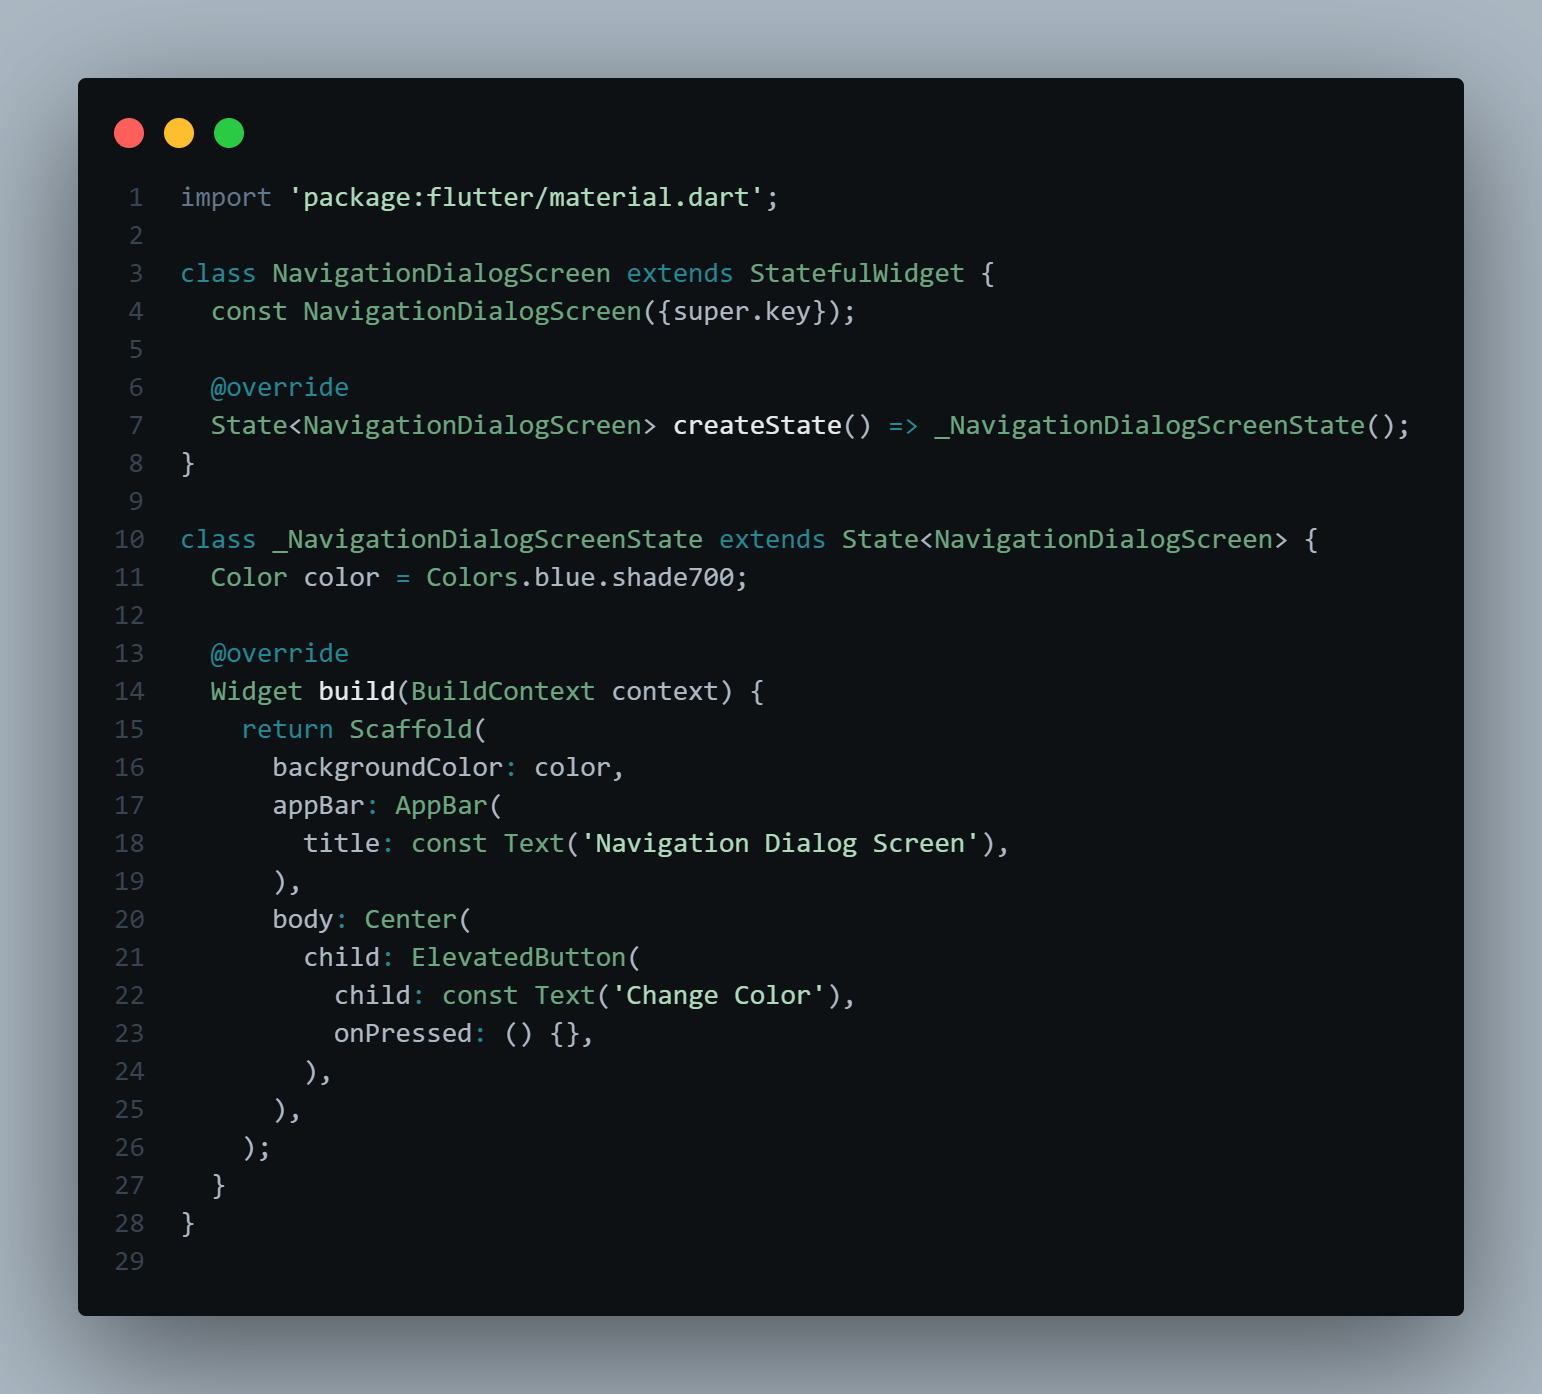 1 import 'package:flutter/material.dart';
2
3 class NavigationDialogScreen extends StatefulWidget {
4   const NavigationDialogScreen({super.key});
5
6   @override
7   State<NavigationDialogScreen> createState() => _NavigationDialogScreenState();
8 }
9
10 class _NavigationDialogScreenState extends State<NavigationDialogScreen> {
11   Color color = Colors.blue.shade700;
12
13   @override
14   Widget build(BuildContext context) {
15     return Scaffold(
16       backgroundColor: color,
17       appBar: AppBar(
18         title: const Text('Navigation Dialog Screen'),
19       ),
20       body: Center(
21         child: ElevatedButton(
22           child: const Text('Change Color'),
23           onPressed: () {},
24         ),
25       ),
26     );
27   }
28 }
29